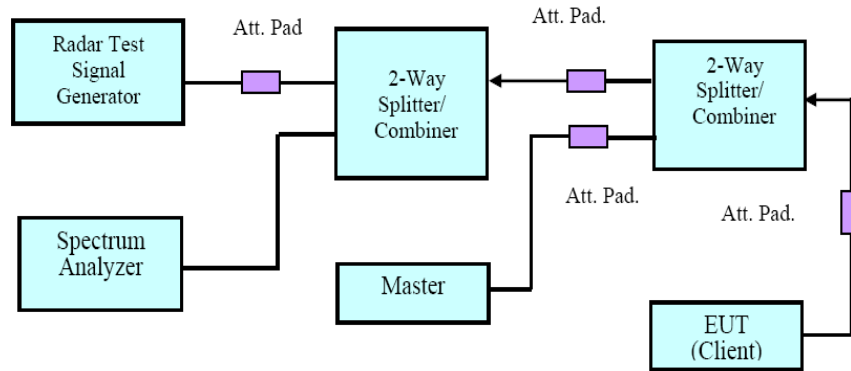 Att. Pad
Att. Pad.
Radar Test
Signal
Generator
2-Way
Splitter/
Combiner
2-Way
Splitter/
Combiner
Att. Pad.
Att. Pad.
Spectrum
Analyzer
Master
EUT
(Client)